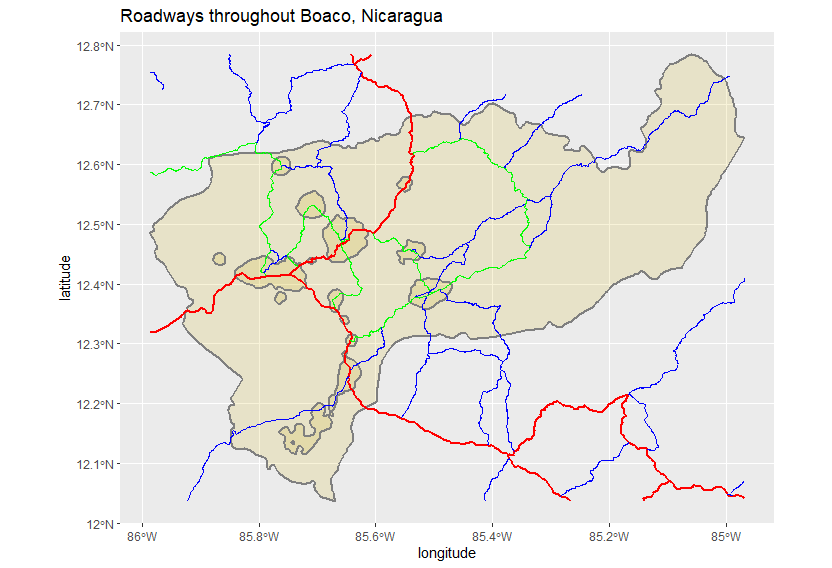 Roadways throughout Boaco, Nicaragua
12.8°N
12.7°N
12.6°N
12.5°N
12.4°N
12.3°N
12.2°N
12.1°N
12°N
latitude
86°W 85.8°W 85.6°W 85.4°W 85.2°W 85°W
longitude